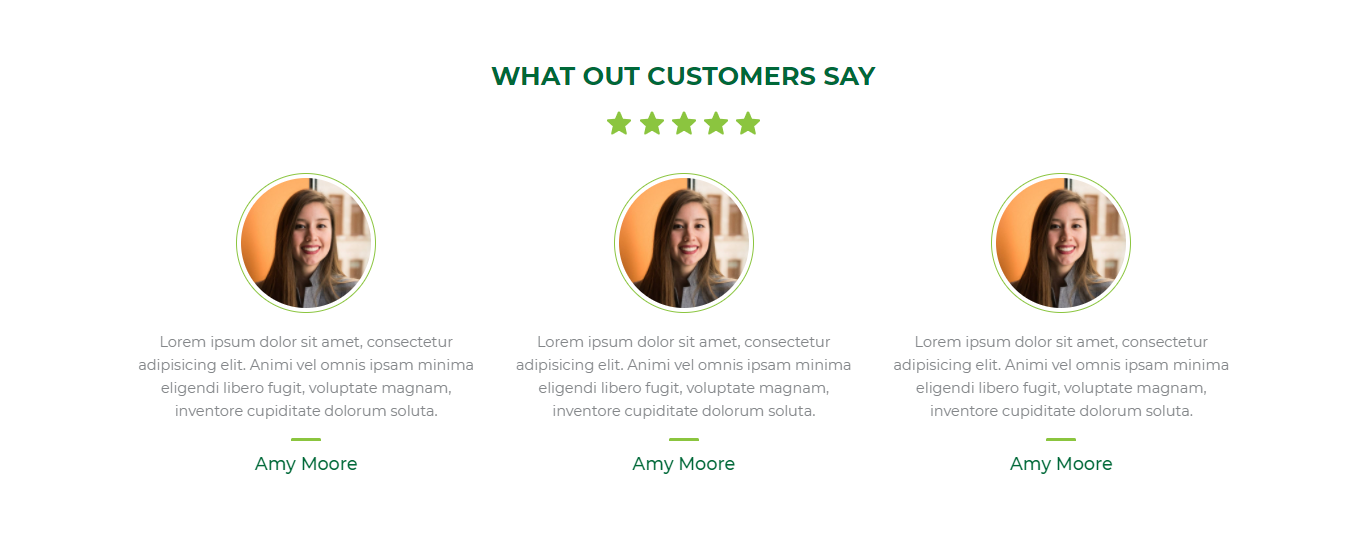 WHAT OUT CUSTOMERS SAY
Lorem ipsum dolor sit amet, consectetur
adipisicing elit. Animi vel omnis ipsam minima
eligendi libero fugit, voluptate magnam,
inventore cupiditate dolorum soluta.
Amy Moore
Lorem ipsum dolor sit amet, consectetur
adipisicing elit. Animi vel omnis ipsam minima
eligendi libero fugit, voluptate magnam,
inventore cupiditate dolorum soluta.
Amy Moore
Lorem ipsum dolor sit amet, consectetur
adipisicing elit. Animi vel omnis ipsam minima
eligendi libero fugit, voluptate magnam,
inventore cupiditate dolorum soluta.
Amy Moore